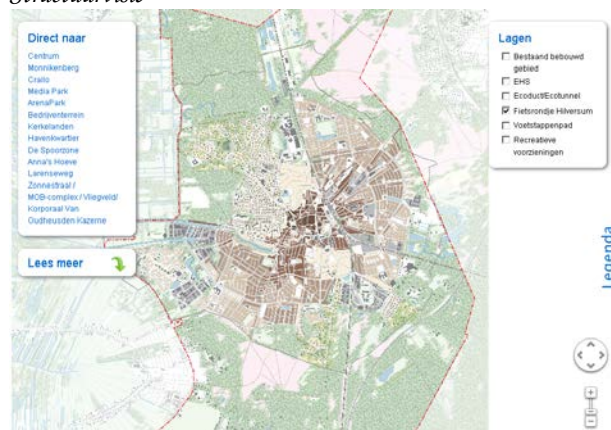 Structuurvisie
Direct naar
Centrum
Monnikenberg
Crailo
Media Park
ArenaPark
Bedrijventerrein
Kerkelanden
Havenkwartier
De Spoorzone
Anna's Hoeve
Larenseweg
Zonnestraal /
MOB-complex / Vliegveld/
Korporaal Van
Oudheusden Kazerne
Lees meer
Lagen
Bestaand bebouwd
gebied
EHS
Ecoduct/Ecotunnel
Fietsrondje Hilversum
Voetstappenpad
Recreatieve
voorzieningen
Legenda